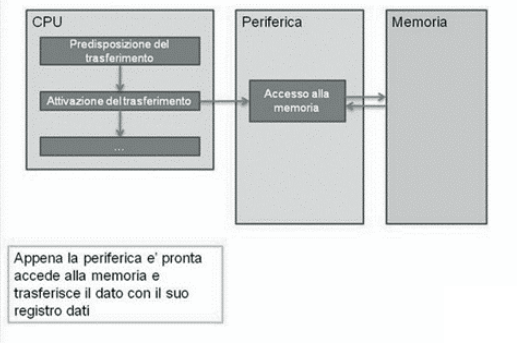 CPU
Periferica
Memoria
Predisposizione del
trasferimento
Attivazione del trasferimento
...
Accesso alla
memoria
Appena la periferica e' pronta
accede alla memoria e
trasferisce il dato con il suo
registro dati